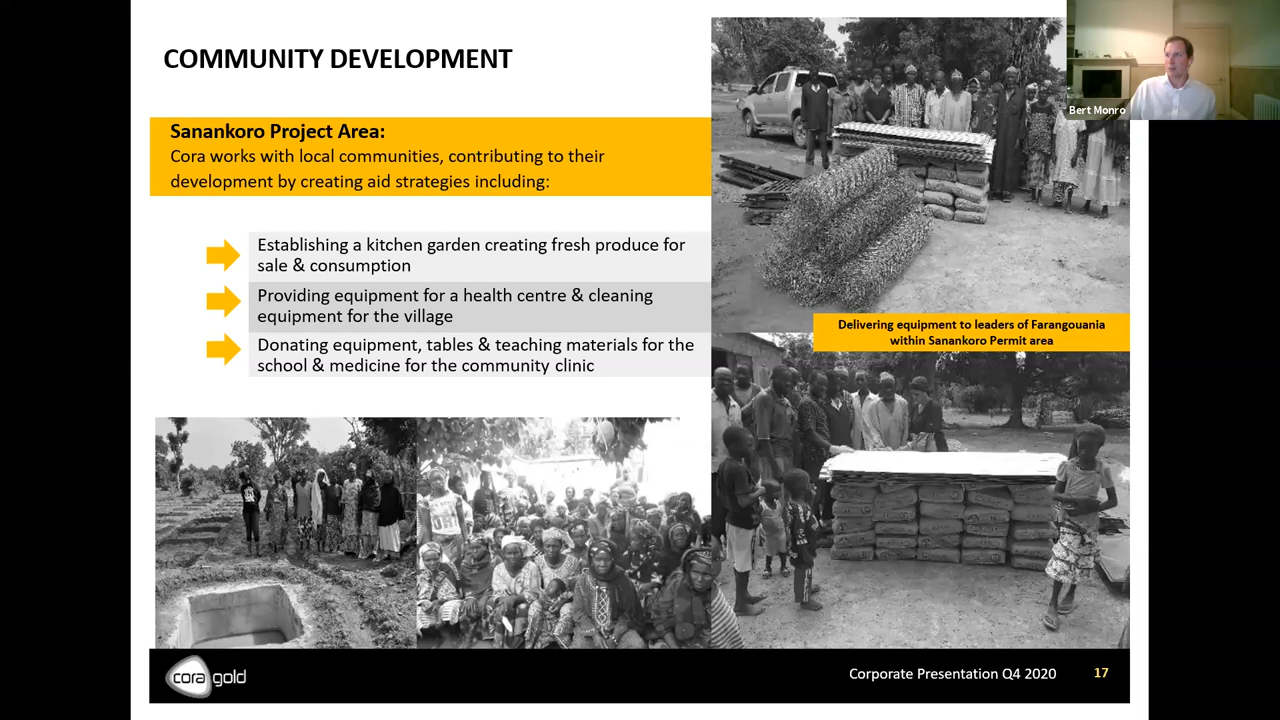 COMMUNITY DEVELOPMENT
Bert Monro
Sanankoro Project Area:
Cora works with local communities, contributing to their
development by creating aid strategies including:
Establishing a kitchen garden creating fresh produce for
sale & consumption
Providing equipment for a health centre & cleaning
equipment for the village
Donating equipment, tables & teaching materials for the
school & medicine for the community clinic
Delivering equipment to leaders of Farangouania
within Sanankoro Permit area
cora gold
Corporate Presentation Q4 2020
17